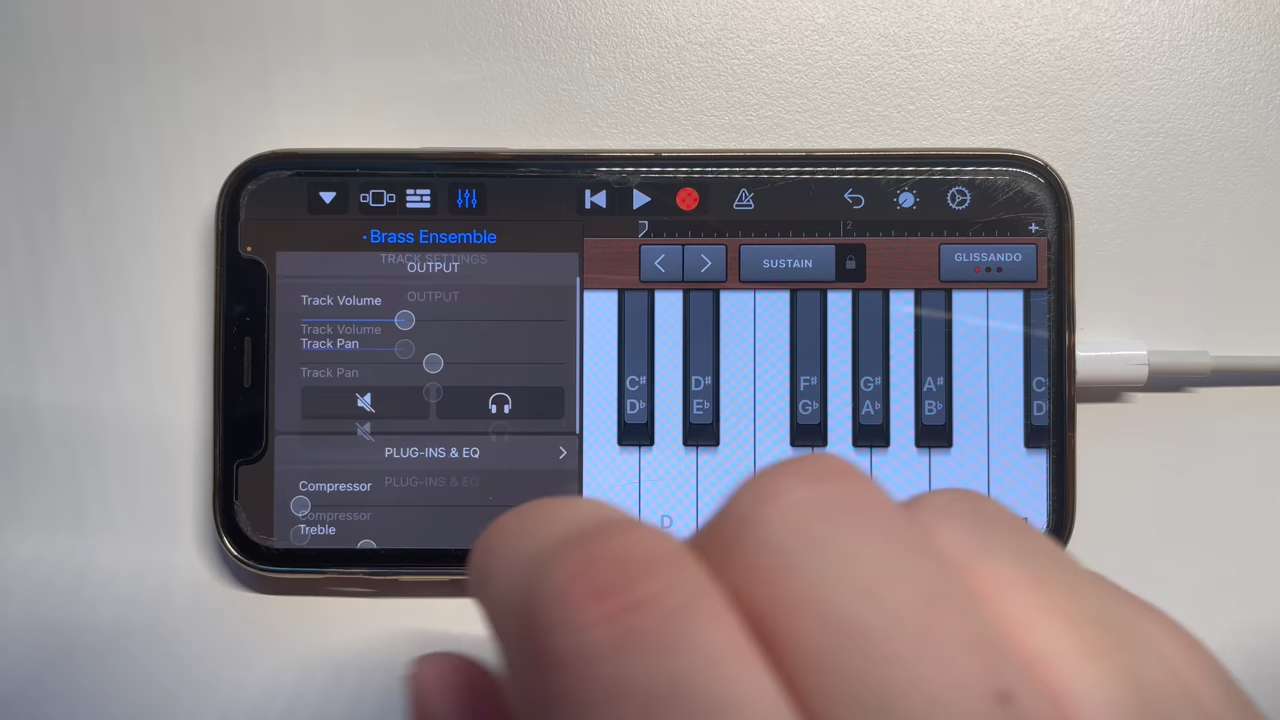 2
· Brass Ensemble
TRACK SETTINGS
OUTPUT
OUTPUT
Track Volume
Track Volume
Track Pan
Track Pan
PLUG-INS & EQ
PLUG-INS & EQ
Compressor
Compressor
Treble
SUSTAIN
GLISSANDO
C♯ D♯ F♯ G♯ A♯ C
D♭ E♭ G♭ A♭ B♭ D
D